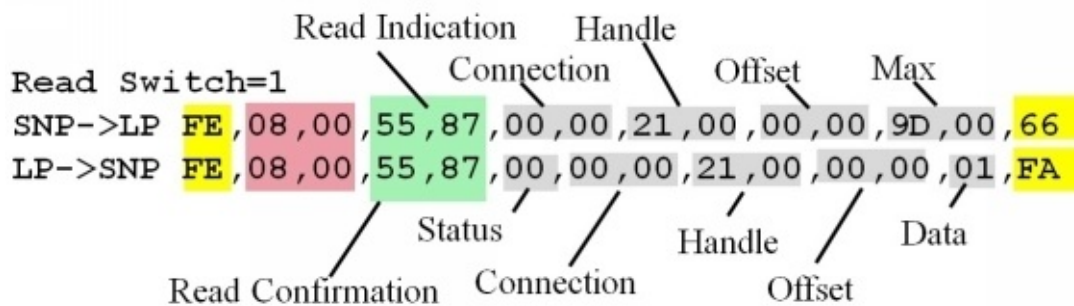 Read Indication
Handle
Connection
Offset
Max
Read Switch=1
SNP->LP FE,08,00,55,87,00,00,21,00,00,00,9D,00,66
LP->SNP FE,08,00,55,87,00,00,00,21,00,00,00,01,FA
Status
Handle
Data
Read Confirmation
Connection
Offset